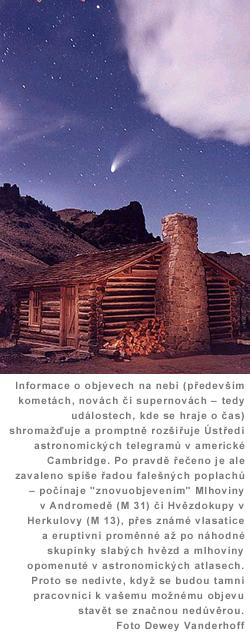 Informace o objevech na nebi (především
kometách, novách či supernovách – tedy
událostech, kde se hraje o čas)
shromažďuje a promptně rozšiřuje Ústředí
astronomických telegramů v americké
Cambridge. Po pravdě řečeno je ale
zavaleno spíše řadou falešných poplachů
– počínaje "znovuobjevením" Mlhoviny
v Andromedě (M 31) či Hvězdokupy v
Herkulovy (M 13), přes známé vlasatice
a eruptivní proměnné až po náhodné
skupinky slabých hvězd a mlhoviny
opomenuté v astronomických atlasech.
Proto se nedivte, když se budou tamní
pracovníci k vašemu možnému objevu
stavět se značnou nedůvěrou.
Foto Dewey Vanderhoff